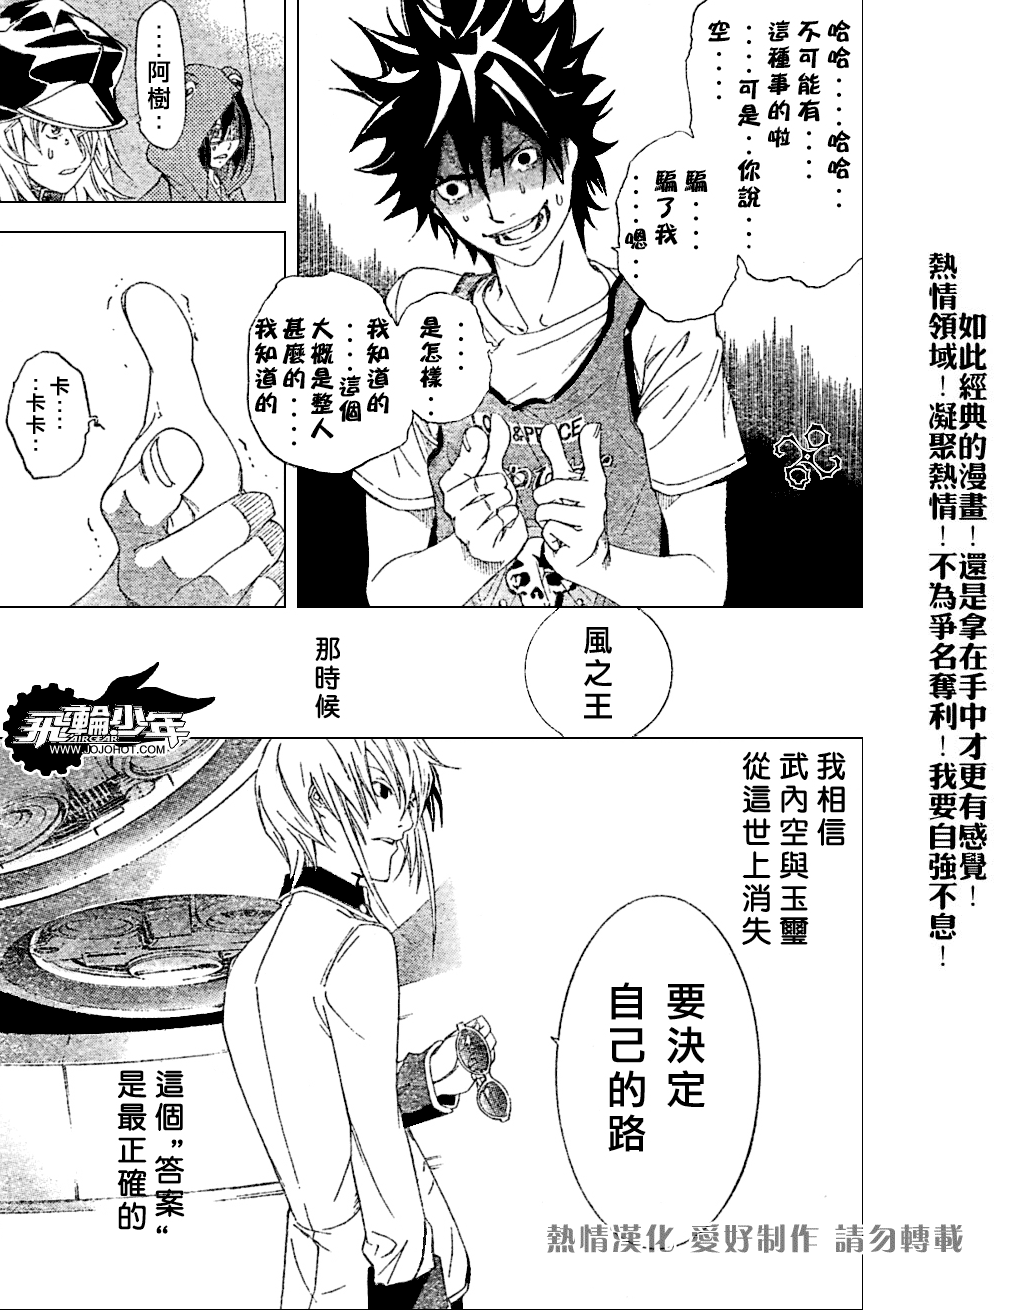 哈哈‥‥哈哈‥
不可能有‥‥
這種事的啦
‥‥可是‥你說‥‥
空‥‥
騙‥‥
騙了我
‥‥‥嗯‥‥
‥‥
是怎樣‥
我知道的
‥‥這個
大概是整人
甚麼的‥‥
我知道的
‥‥阿樹‥
卡‥‥
‥卡卡‥
風之王
那時候
我相信
武內空與玉璽
從這世上消失
要決定
自己的路
這個”答案“
是最正確的
飛輪少年
AIRGEAR
WWW.JOJOHOT.COM
&PEACE
如此經典的漫畫！還是拿在手中才更有感覺！
熱情領域！凝聚熱情！不為爭名奪利！我要自強不息！
熱情漢化 愛好制作 請勿轉載